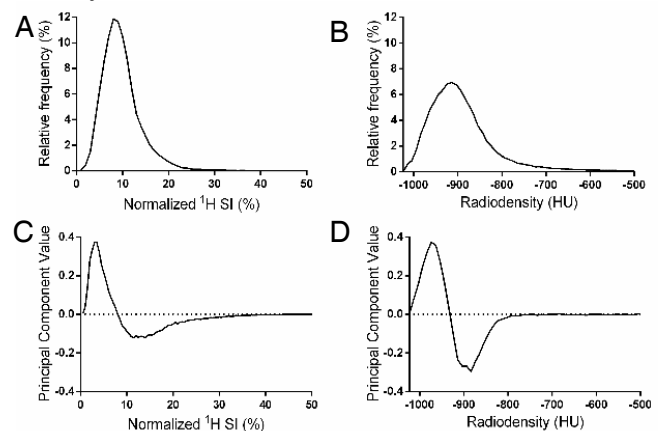 A
B
Relative frequency (%)
12
10
8
6
4
2
0
0 10 20 30 40 50
Normalized ¹H SI (%)
Relative frequency (%)
12
10
8
6
4
2
0
-1000 -900 -800 -700 -600 -500
Radiodensity (HU)
C
D
Principal Component Value
0.4
0.2
0.0
-0.2
-0.4
0 10 20 30 40 50
Normalized ¹H SI (%)
Principal Component Value
0.4
0.2
0.0
-0.2
-0.4
-1000 -900 -800 -700 -600 -500
Radiodensity (HU)